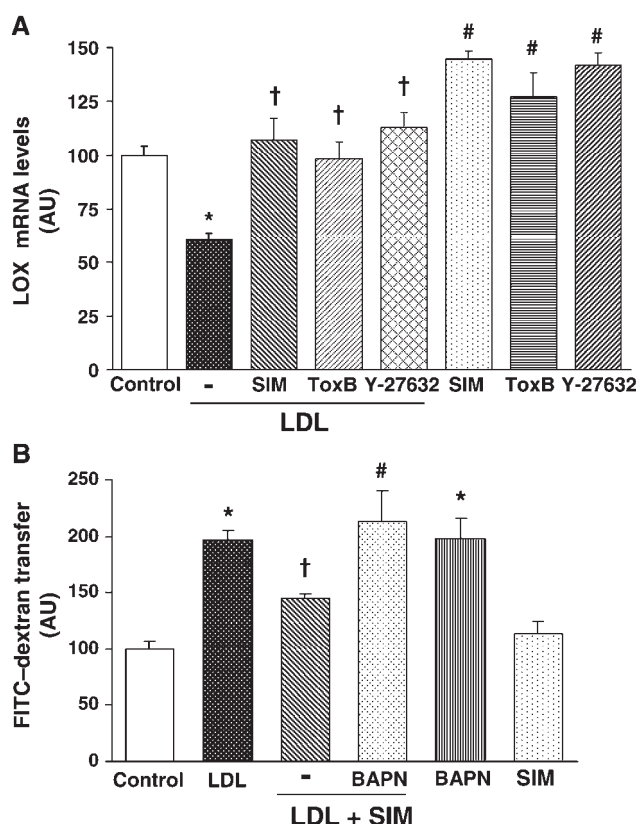 A
LOX mRNA levels
(AU)
150
125
100
75
50
25
0
* † † † # # #
Control - SIM ToxB Y-27632 SIM ToxB Y-27632
LDL
B
FITC–dextran transfer
(AU)
250
200
150
100
50
0
* † # *
Control LDL - BAPN BAPN SIM
LDL + SIM